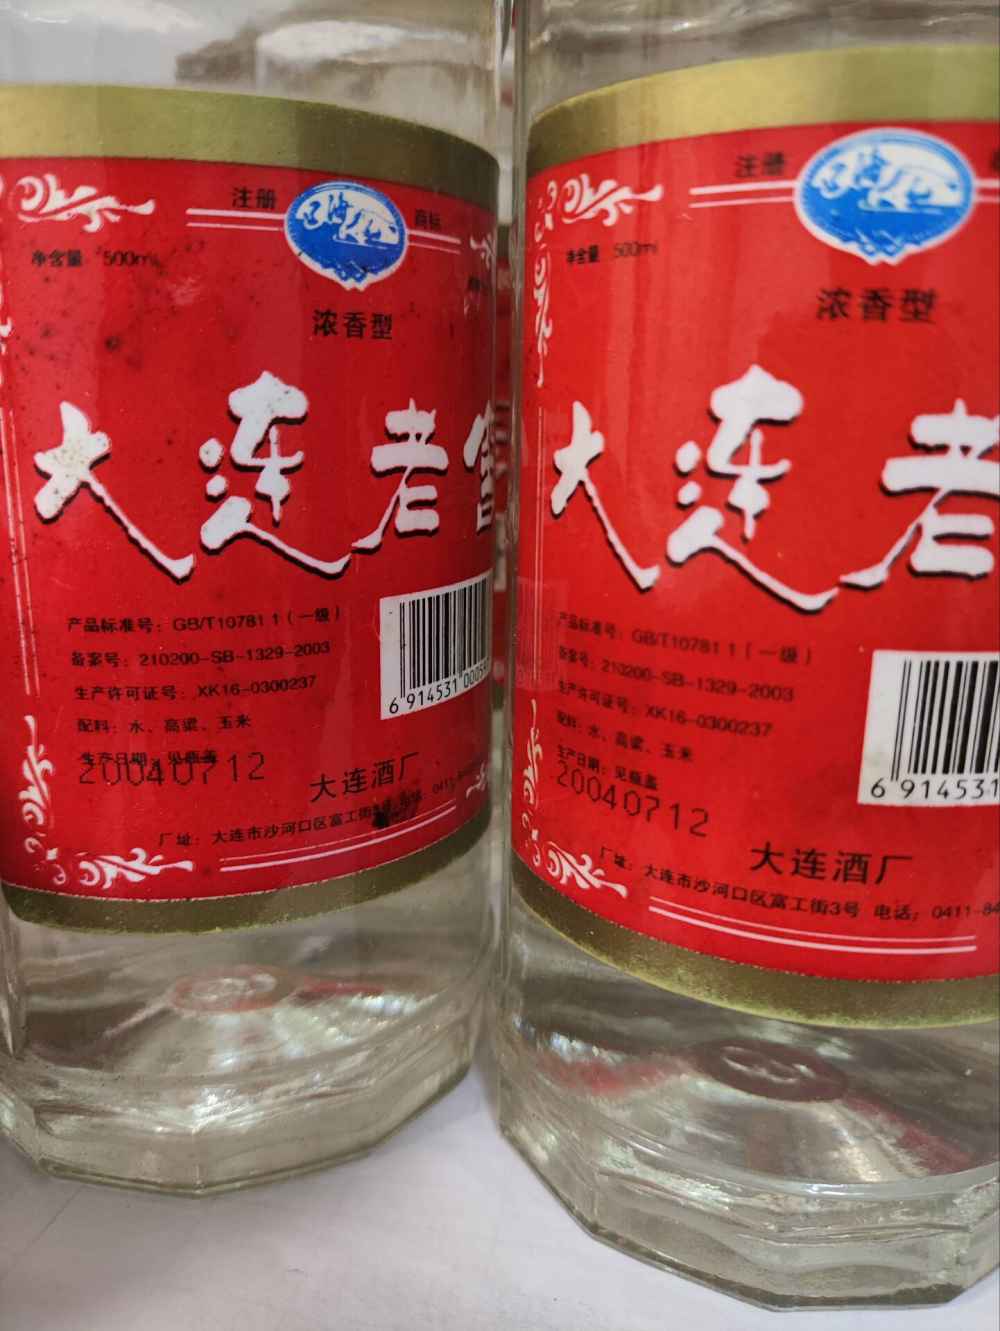 注册 商标
净含量 500ml
浓香型
大连老窖
产品标准号：GB/T10781 1（一级）
备案号：210200-SB-1329-2003
生产许可证号：XK16-0300237
配料：水、高粱、玉米
生产日期：见瓶盖
20040712
6 914531 0005
大连酒厂
厂址：大连市沙河口区富工街 0411-
注册
净含量 500ml
浓香型
大连老
产品标准号：GB/T10781 1（一级）
备案号：210200-SB-1329-2003
生产许可证号：XK16-0300237
配料：水、高粱、玉米
生产日期：见瓶盖
20040712
6 914531
大连酒厂
厂址：大连市沙河口区富工街3号 电话：0411-84